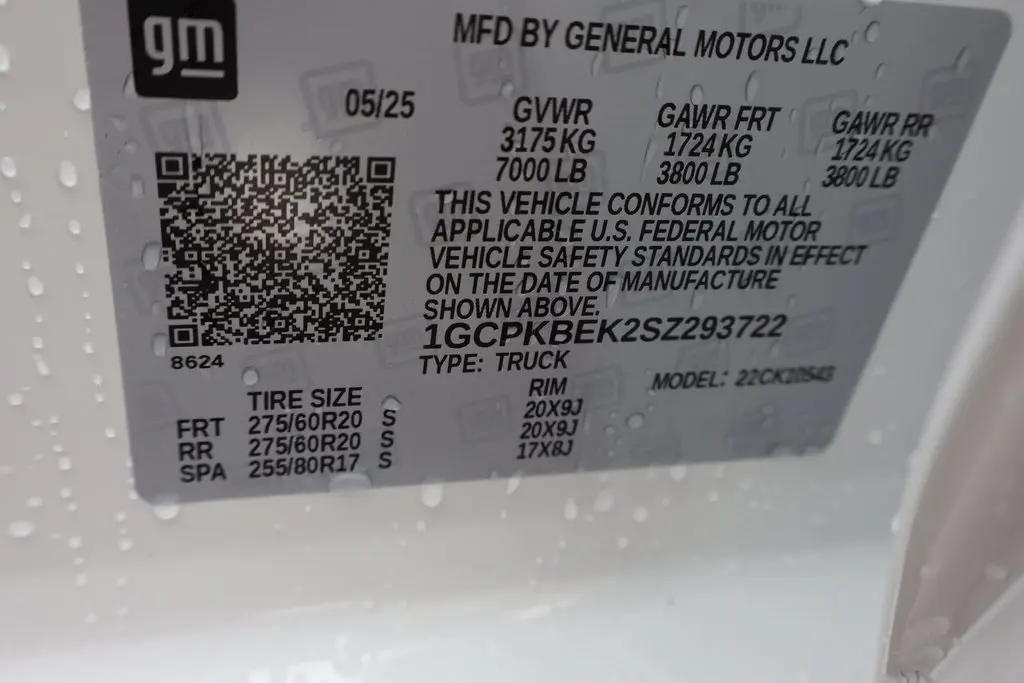 gm
MFD BY GENERAL MOTORS LLC
05/25
GVWR GAWR FRT GAWR RR
3175 KG 1724 KG 1724 KG
7000 LB 3800 LB 3800 LB
THIS VEHICLE CONFORMS TO ALL
APPLICABLE U.S. FEDERAL MOTOR
VEHICLE SAFETY STANDARDS IN EFFECT
ON THE DATE OF MANUFACTURE
SHOWN ABOVE.
1GCPKBEK2SZ293722
8624
TYPE: TRUCK
MODEL:
TIRE SIZE RIM
FRT 275/60R20 S 20X9J
RR 275/60R20 S 20X9J
SPA 255/80R17 S 17X8J